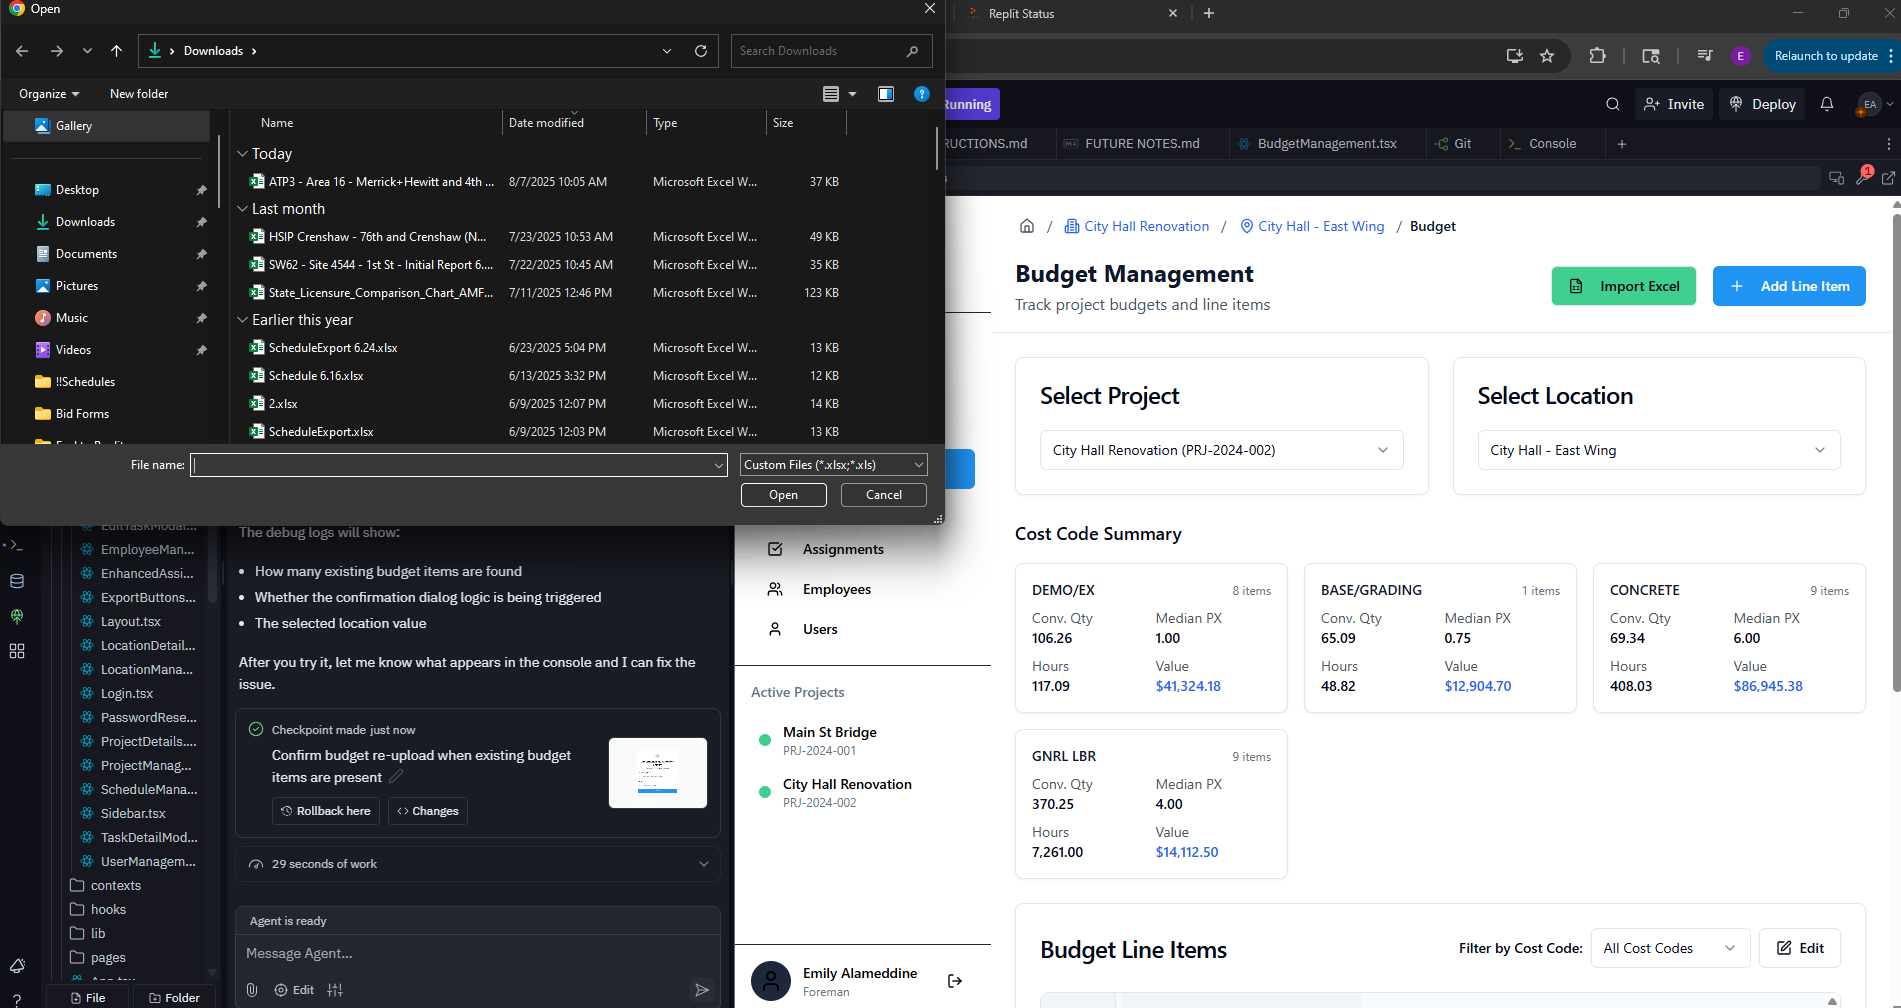 Open
Replit Status
Downloads
Search Downloads
Relaunch to update
E
Organize
New folder
Running
Invite
Deploy
EA
Gallery
Name
Date modified
Type
Size
RUCTIONS.md
FUTURE NOTES.md
BudgetManagement.tsx
Git
Console
Today
ATP3 - Area 16 - Merrick+Hewitt and 4th ...
8/7/2025 10:05 AM
Microsoft Excel W...
37 KB
1
Desktop
Last month
Downloads
HSIP Crenshaw - 76th and Crenshaw (N...
7/23/2025 10:53 AM
Microsoft Excel W...
49 KB
Documents
SW62 - Site 4544 - 1st St - Initial Report 6....
7/22/2025 10:45 AM
Microsoft Excel W...
35 KB
Pictures
State_Licensure_Comparison_Chart_AMF...
7/11/2025 12:46 PM
Microsoft Excel W...
123 KB
Music
Earlier this year
Videos
ScheduleExport 6.24.xlsx
6/23/2025 5:04 PM
Microsoft Excel W...
13 KB
!!Schedules
Schedule 6.16.xlsx
6/13/2025 3:32 PM
Microsoft Excel W...
12 KB
Bid Forms
2.xlsx
6/9/2025 12:07 PM
Microsoft Excel W...
14 KB
ScheduleExport.xlsx
6/9/2025 12:03 PM
Microsoft Excel W...
13 KB
File name:
Custom Files (*.xlsx;*.xls)
Open
Cancel
City Hall Renovation / City Hall - East Wing / Budget
Budget Management
Track project budgets and line items
Import Excel
Add Line Item
Select Project
City Hall Renovation (PRJ-2024-002)
Select Location
City Hall - East Wing
Cost Code Summary
DEMO/EX
8 items
Conv. Qty
Median PX
106.26
1.00
Hours
Value
117.09
$41,324.18
BASE/GRADING
1 items
Conv. Qty
Median PX
65.09
0.75
Hours
Value
48.82
$12,904.70
CONCRETE
9 items
Conv. Qty
Median PX
69.34
6.00
Hours
Value
408.03
$86,945.38
GNRL LBR
9 items
Conv. Qty
Median PX
370.25
4.00
Hours
Value
7,261.00
$14,112.50
Budget Line Items
Filter by Cost Code:
All Cost Codes
Edit
EditTaskModal...
EmployeeMan...
EnhancedAssi...
ExportButtons...
Layout.tsx
LocationDetail...
LocationMana...
Login.tsx
PasswordRese...
ProjectDetails....
ProjectManag...
ScheduleMana...
Sidebar.tsx
TaskDetailMod...
UserManagem...
contexts
hooks
lib
pages
App.tsx
File
Folder
The debug logs will show:
How many existing budget items are found
Whether the confirmation dialog logic is being triggered
The selected location value
After you try it, let me know what appears in the console and I can fix the
issue.
Checkpoint made just now
Confirm budget re-upload when existing budget
items are present
Rollback here
Changes
29 seconds of work
Agent is ready
Message Agent...
Edit
Assignments
Employees
Users
Active Projects
Main St Bridge
PRJ-2024-001
City Hall Renovation
PRJ-2024-002
Emily Alameddine
Foreman